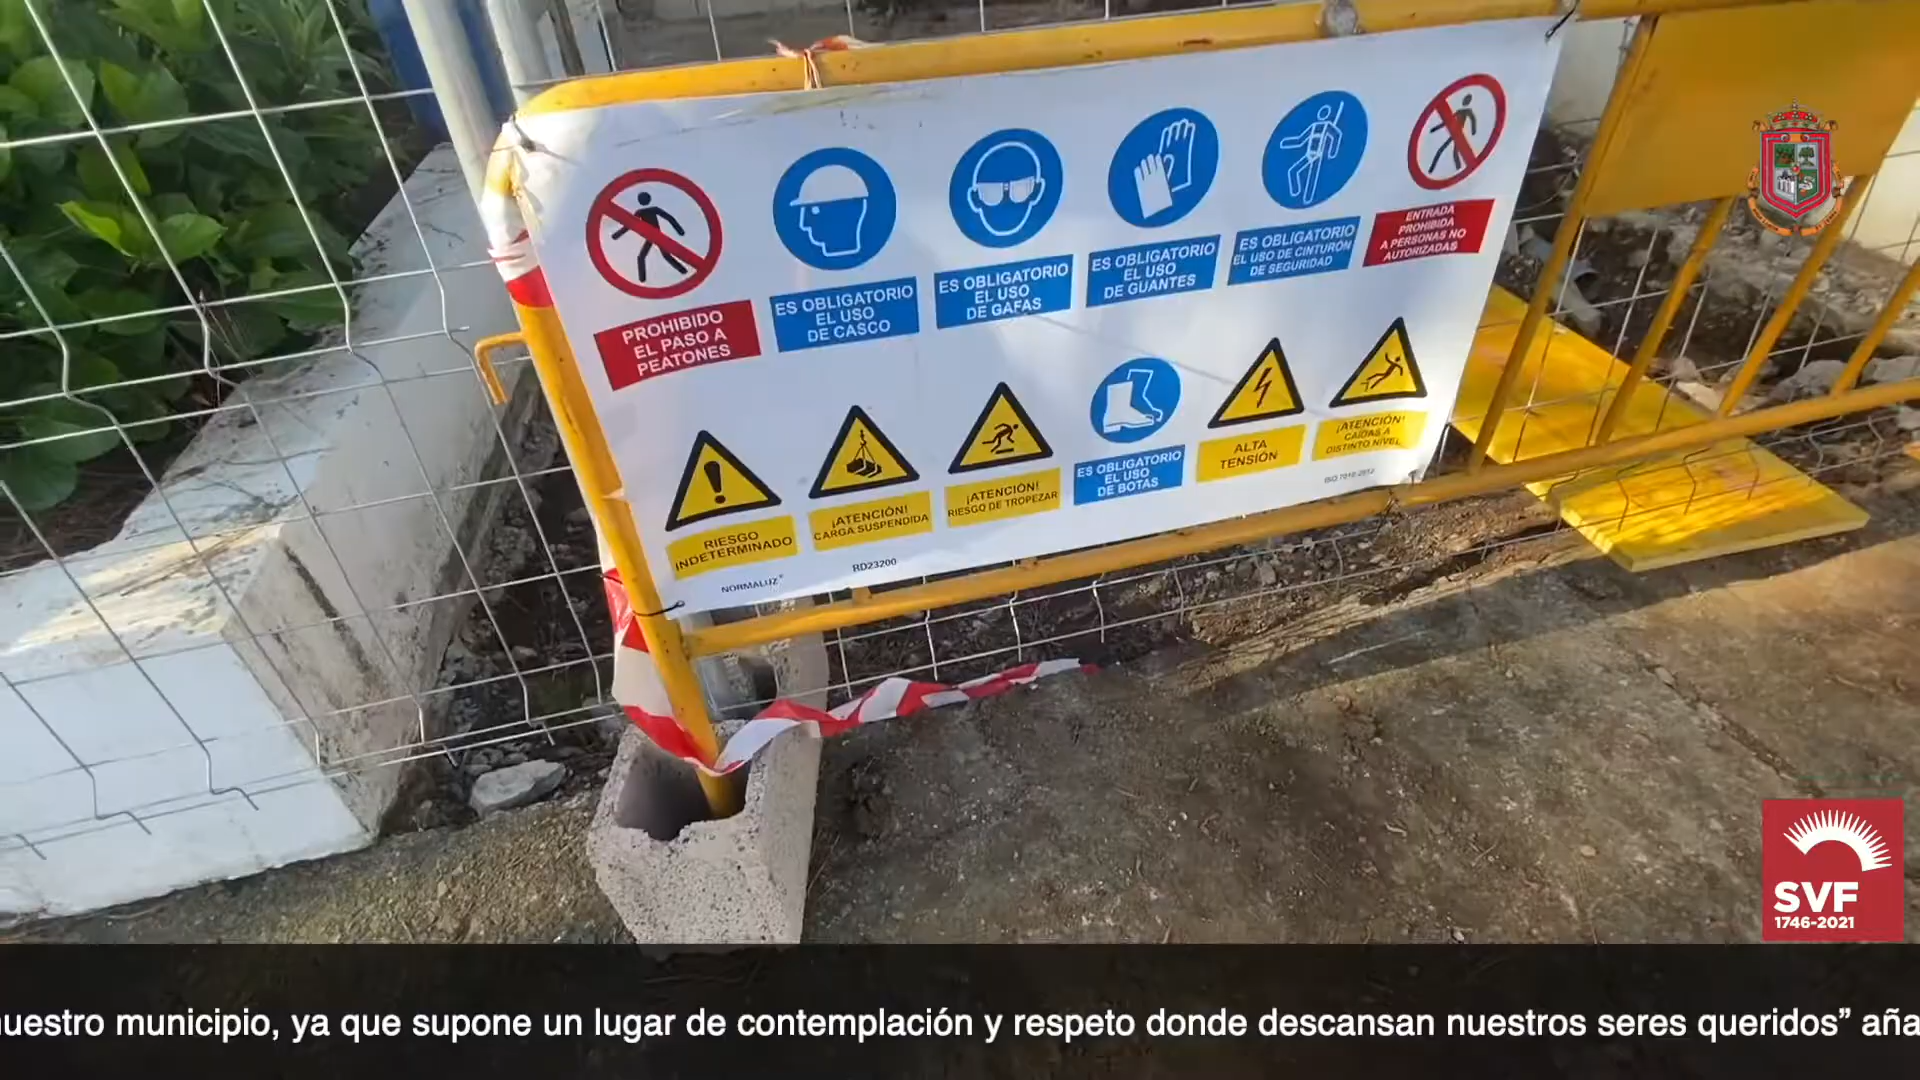 PROHIBIDO
EL PASO A
PEATONES
ES OBLIGATORIO
EL USO
DE CASCO
ES OBLIGATORIO
EL USO
DE GAFAS
ES OBLIGATORIO
EL USO
DE GUANTES
ES OBLIGATORIO
EL USO DE CINTURÓN
DE SEGURIDAD
ENTRADA
PROHIBIDA
A PERSONAS NO
AUTORIZADAS
RIESGO
INDETERMINADO
¡ATENCIÓN!
CARGA SUSPENDIDA
¡ATENCIÓN!
RIESGO DE TROPEZAR
ES OBLIGATORIO
EL USO
DE BOTAS
ALTA
TENSIÓN
¡ATENCIÓN!
CAÍDAS A
DISTINTO NIVEL
NORMALUZ®
RD23200
ISO 7010:2012
SVF
1746-2021
nuestro municipio, ya que supone un lugar de contemplación y respeto donde descansan nuestros seres queridos” aña